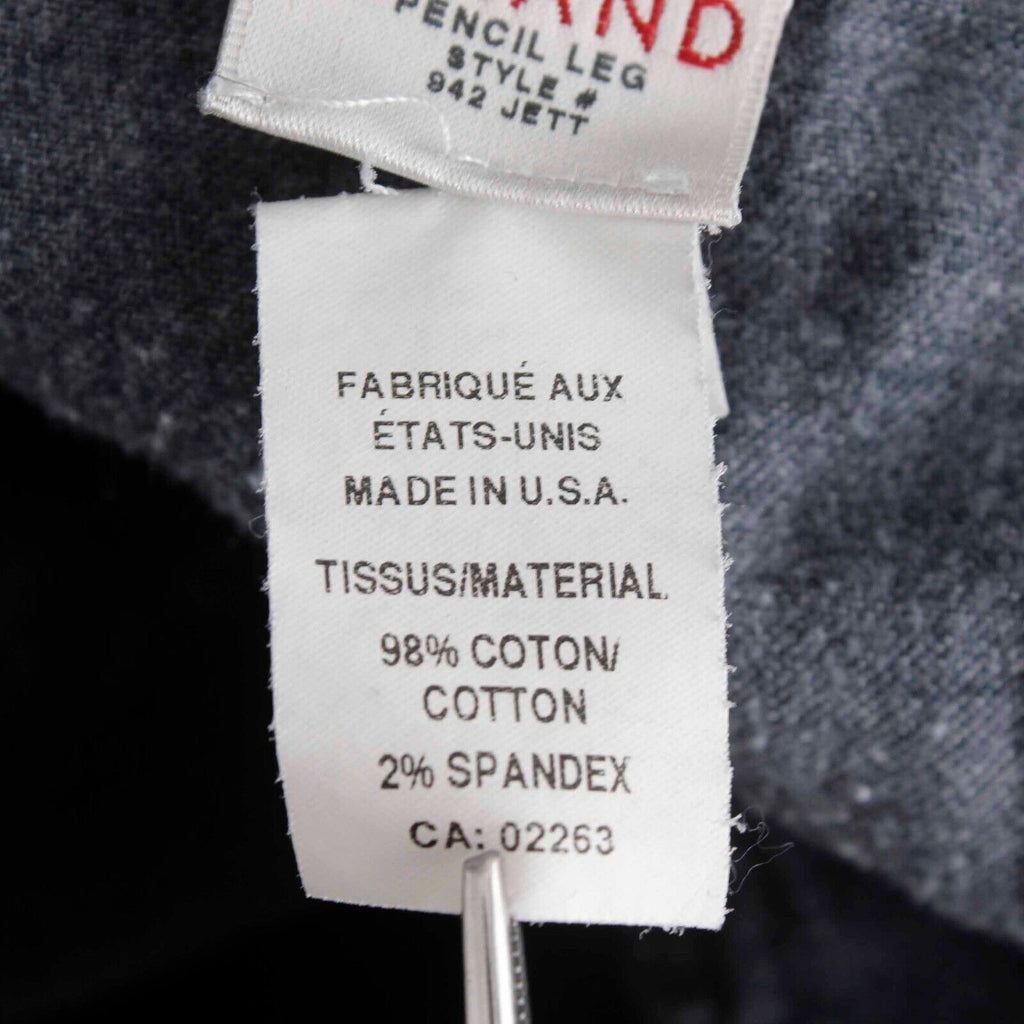 AND
PENCIL LEG
STYLE #
942 JETT
FABRIQUÉ AUX
ÉTATS-UNIS
MADE IN U.S.A.
TISSUS/MATERIAL
98% COTON/
COTTON
2% SPANDEX
CA: 02263